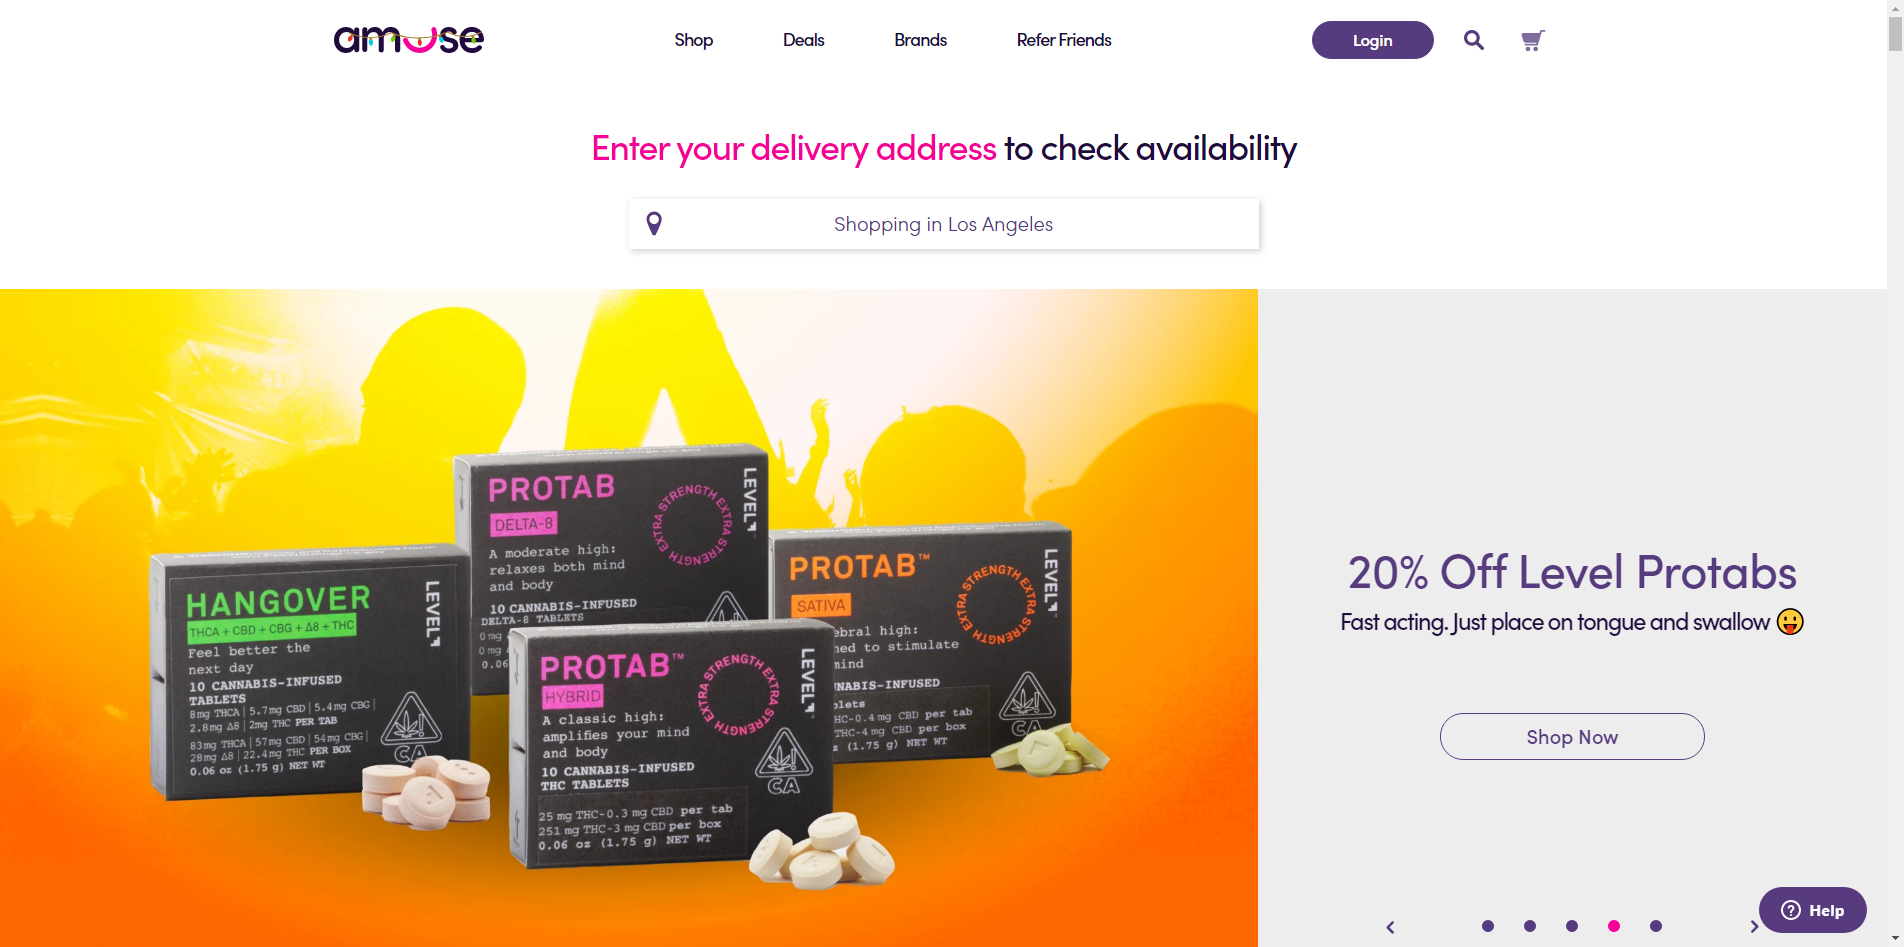 amuse
Shop
Deals
Brands
Refer Friends
Login
Enter your delivery address to check availability
Shopping in Los Angeles
PROTAB
DELTA-8
A moderate high:
relaxes both mind
and body
10 CANNABIS-INFUSED
DELTA-8 TABLETS
0 mg
0 mg
0.06
EXTRA STRENGTH EXTRA STRENGTH
LEVEL
PROTAB™
SATIVA
ebral high:
ned to stimulate
mind
NNABIS-INFUSED
blets
HC-0.4 mg CBD per tab
THC-4 mg CBD per box
z (1.75 g) NET WT
EXTRA STRENGTH EXTRA STRENGTH
LEVEL
CA
HANGOVER
THCA + CBD + CBG + Δ8 + THC
Feel better the
next day
10 CANNABIS-INFUSED
TABLETS
8mg THCA | 5.7mg CBD | 5.4mg CBG |
2.8mg Δ8 | 2mg THC PER TAB
83mg THCA | 57mg CBD | 54mg CBG |
28mg Δ8 | 22.4mg THC PER BOX
0.06 oz (1.75 g) NET WT
LEVEL
CA
PROTAB™
HYBRID
A classic high:
amplifies your mind
and body
10 CANNABIS-INFUSED
THC TABLETS
25 mg THC-0.3 mg CBD per tab
251 mg THC-3 mg CBD per box
0.06 oz (1.75 g) NET WT
EXTRA STRENGTH EXTRA STRENGTH
LEVEL
CA
20% Off Level Protabs
Fast acting. Just place on tongue and swallow 😛
Shop Now
Help